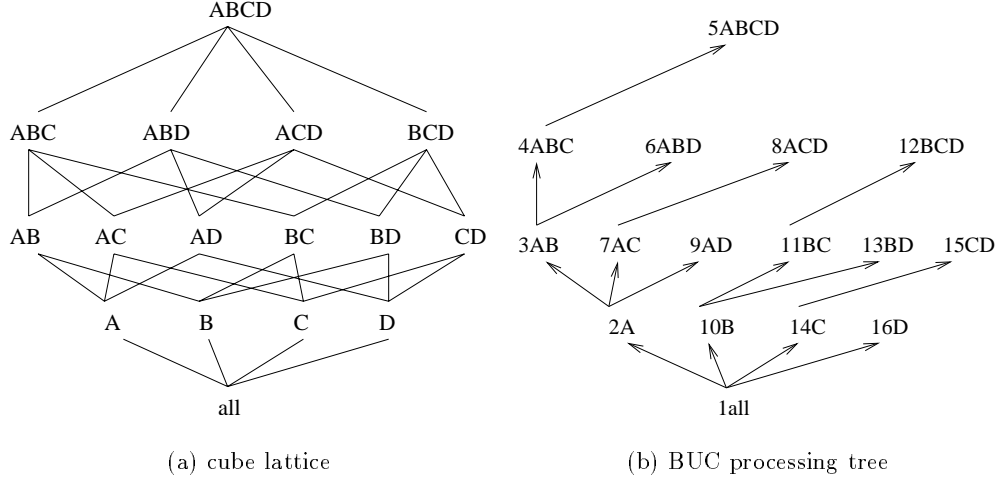 ABCD
ABC ABD ACD BCD
AB AC AD BC BD CD
A B C D
all
(a) cube lattice
5ABCD
4ABC 6ABD 8ACD 12BCD
3AB 7AC 9AD 11BC 13BD 15CD
2A 10B 14C 16D
1all
(b) BUC processing tree